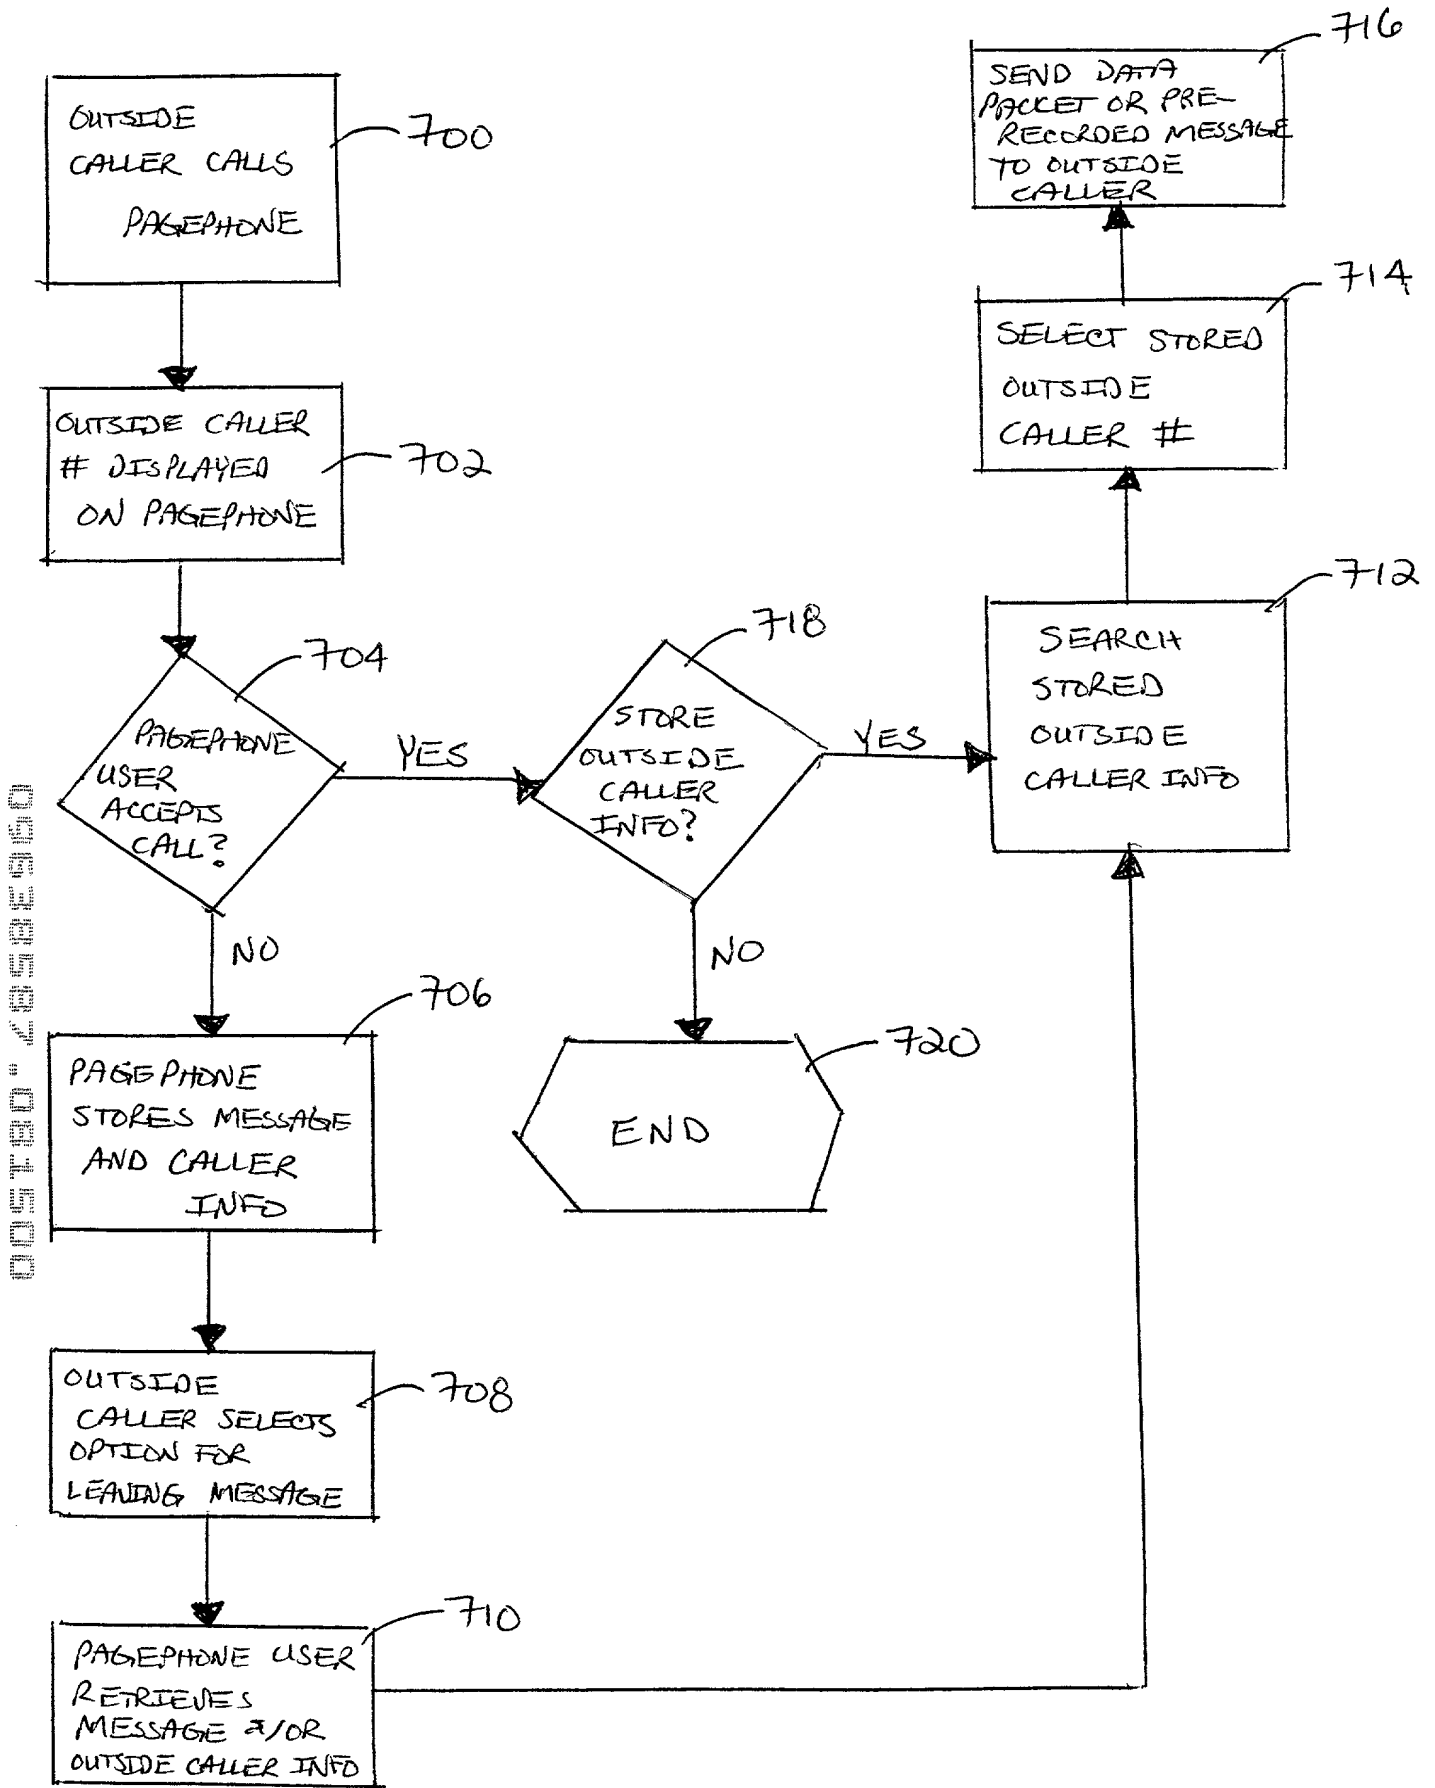 OUTSIDE
CALLER CALLS
PAGEPHONE
700
OUTSIDE CALLER
# DISPLAYED
ON PAGEPHONE
702
PAGEPHONE
USER
ACCEPTS
CALL?
704
YES
NO
PAGEPHONE
STORES MESSAGE
AND CALLER
INFO
706
OUTSIDE
CALLER SELECTS
OPTION FOR
LEAVING MESSAGE
708
PAGEPHONE USER
RETRIEVES
MESSAGE &/OR
OUTSIDE CALLER INFO
710
STORE
OUTSIDE
CALLER
INFO?
718
YES
NO
END
720
SEARCH
STORED
OUTSIDE
CALLER INFO
712
SELECT STORED
OUTSIDE
CALLER #
714
SEND DATA
PACKET OR PRE-
RECORDED MESSAGE
TO OUTSIDE
CALLER
716